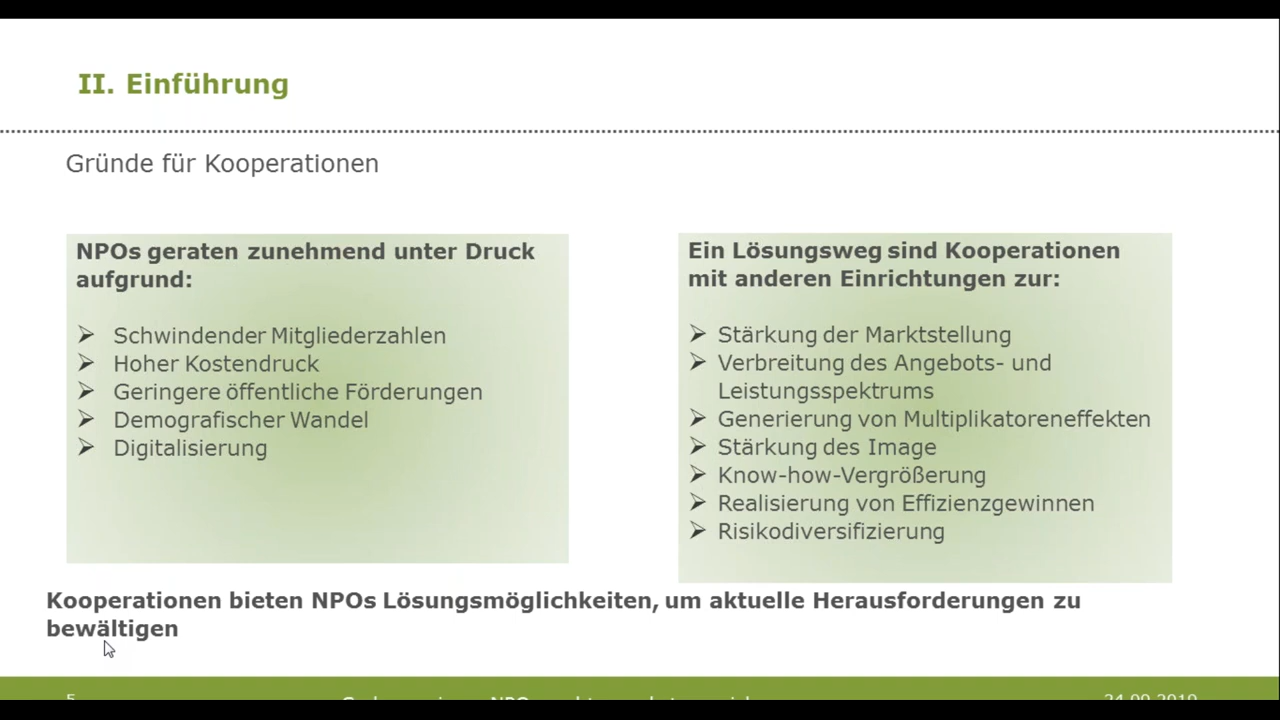 II. Einführung
Gründe für Kooperationen
NPOs geraten zunehmend unter Druck
aufgrund:
➢ Schwindender Mitgliederzahlen
➢ Hoher Kostendruck
➢ Geringere öffentliche Förderungen
➢ Demografischer Wandel
➢ Digitalisierung
Ein Lösungsweg sind Kooperationen
mit anderen Einrichtungen zur:
➢ Stärkung der Marktstellung
➢ Verbreitung des Angebots- und
Leistungsspektrums
➢ Generierung von Multiplikatoreneffekten
➢ Stärkung des Image
➢ Know-how-Vergrößerung
➢ Realisierung von Effizienzgewinnen
➢ Risikodiversifizierung
Kooperationen bieten NPOs Lösungsmöglichkeiten, um aktuelle Herausforderungen zu
bewältigen